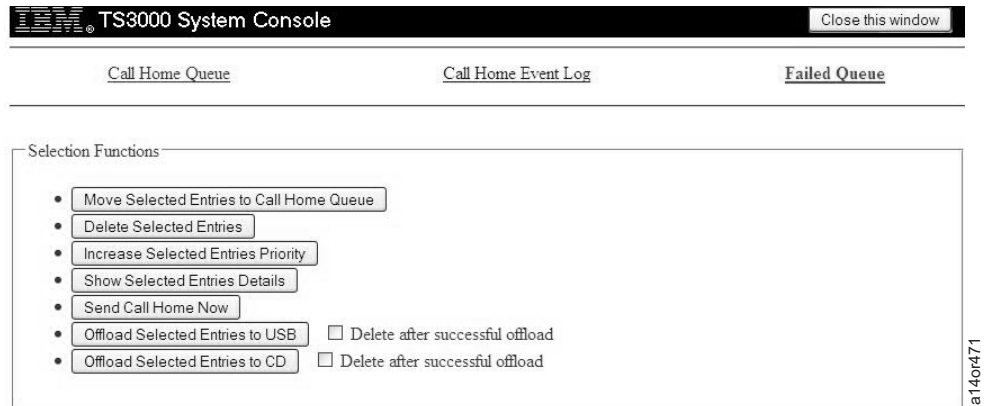 IBM® TS3000 System Console Close this window
Call Home Queue Call Home Event Log Failed Queue
Selection Functions
• Move Selected Entries to Call Home Queue
• Delete Selected Entries
• Increase Selected Entries Priority
• Show Selected Entries Details
• Send Call Home Now
• Offload Selected Entries to USB Delete after successful offload
• Offload Selected Entries to CD Delete after successful offload
a14or471